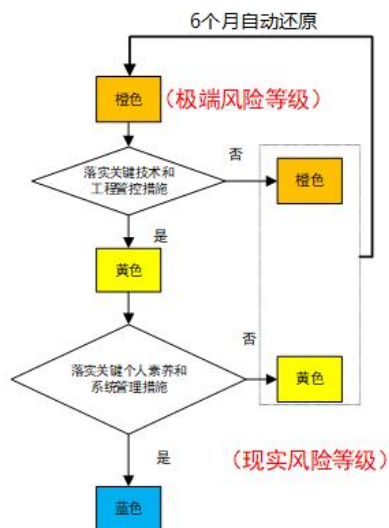 6个月自动还原
橙色
（极端风险等级）
落实关键技术和
工程管控措施
否
橙色
是
黄色
否
落实关键个人素养和
系统管理措施
黄色
是
（现实风险等级）
蓝色